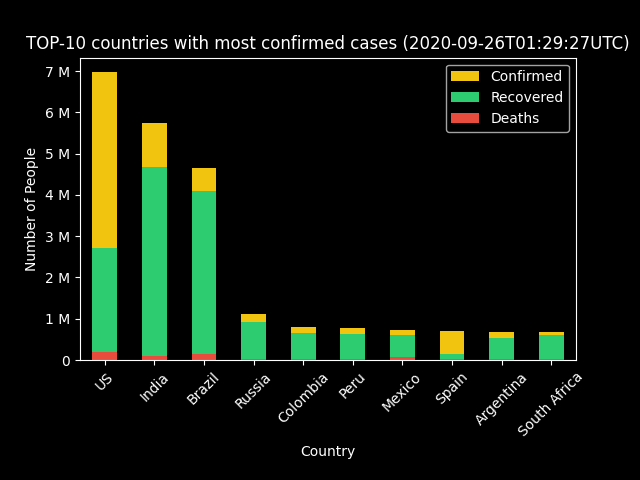 TOP-10 countries with most confirmed cases (2020-09-26T01:29:27UTC)
Confirmed
Recovered
Deaths
Number of People
7 M
6 M
5 M
4 M
3 M
2 M
1 M
0
US
India
Brazil
Russia
Colombia
Peru
Mexico
Spain
Argentina
South Africa
Country